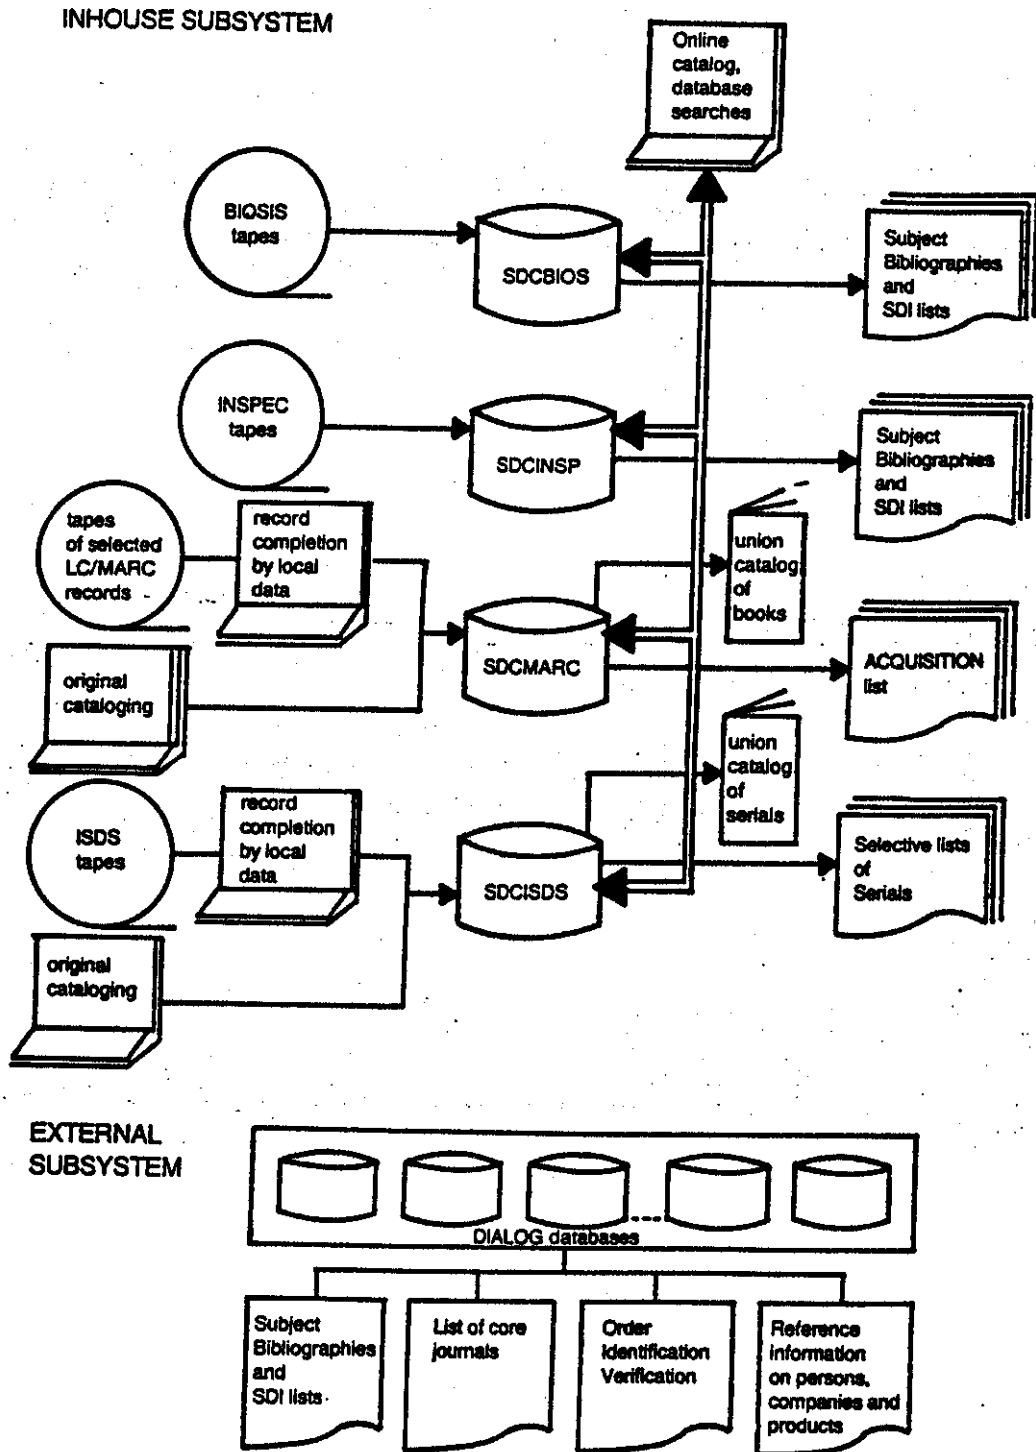 INHOUSE SUBSYSTEM
Online
catalog,
database
searches
BIOSIS
tapes
SDCBIOS
Subject
Bibliographies
and
SDI lists
INSPEC
tapes
SDCINSP
Subject
Bibliographies
and
SDI lists
tapes
of selected
LC/MARC
records
record
completion
by local
data
union
catalog
of
books
SDCMARC
ACQUISITION
list
original
cataloging
union
catalog
of
serials
ISDS
tapes
record
completion
by local
data
SDCISDS
Selective lists
of
Serials
original
cataloging
EXTERNAL
SUBSYSTEM
DIALOG databases
Subject
Bibliographies
and
SDI lists
List of core
journals
Order
Identification
Verification
Reference
information
on persons,
companies and
products